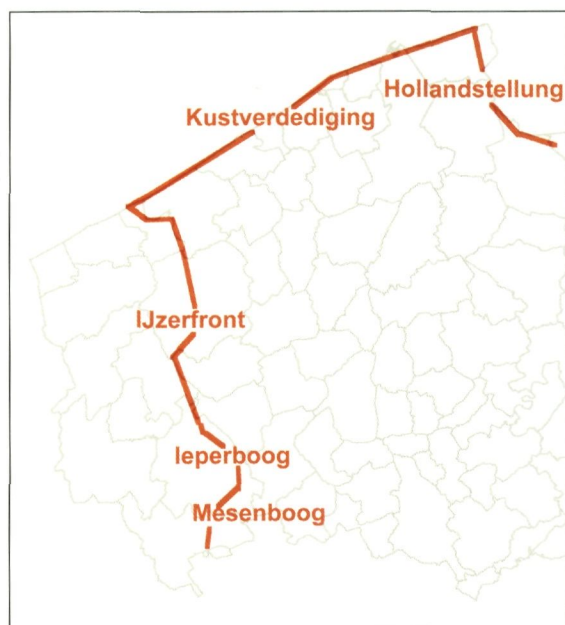 Hollandstellung
Kustverdediging
IJzerfront
Ieperboog
Mesenboog